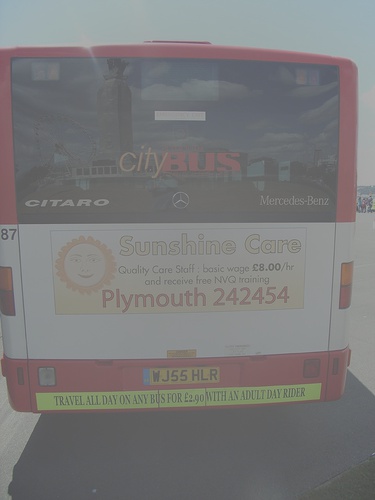 cityBUS
CITARO
Mercedes-Benz
87
Sunshine Care
Quality Care Staff : basic wage £8.00/hr
and receive free NVQ training
Plymouth 242454
WJ55 HLR
TRAVEL ALL DAY ON ANY BUS FOR £2.90 WITH AN ADULT DAY RIDER